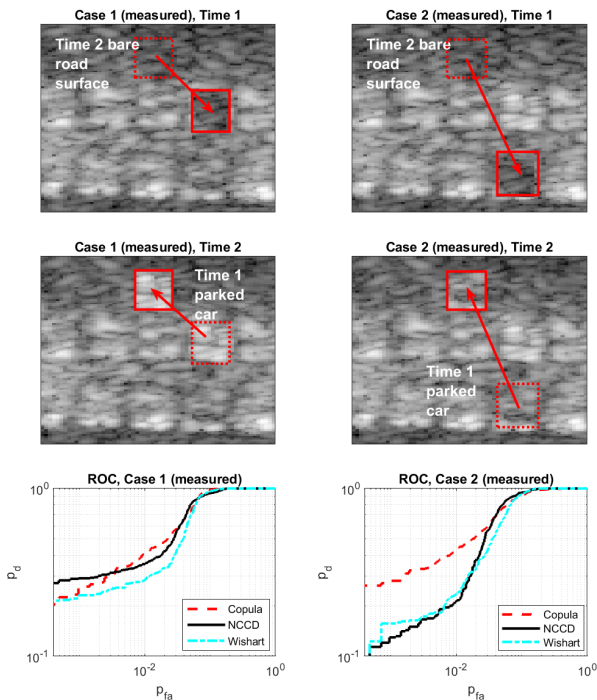 Case 1 (measured), Time 1
Time 2 bare
road
surface
Case 2 (measured), Time 1
Time 2 bare
road
surface
Case 1 (measured), Time 2
Time 1
parked
car
Case 2 (measured), Time 2
Time 1
parked
car
ROC, Case 1 (measured)
10^0
p_d
10^-1
10^-2
10^0
p_fa
Copula
NCCD
Wishart
ROC, Case 2 (measured)
10^0
p_d
10^-1
10^-2
10^0
p_fa
Copula
NCCD
Wishart